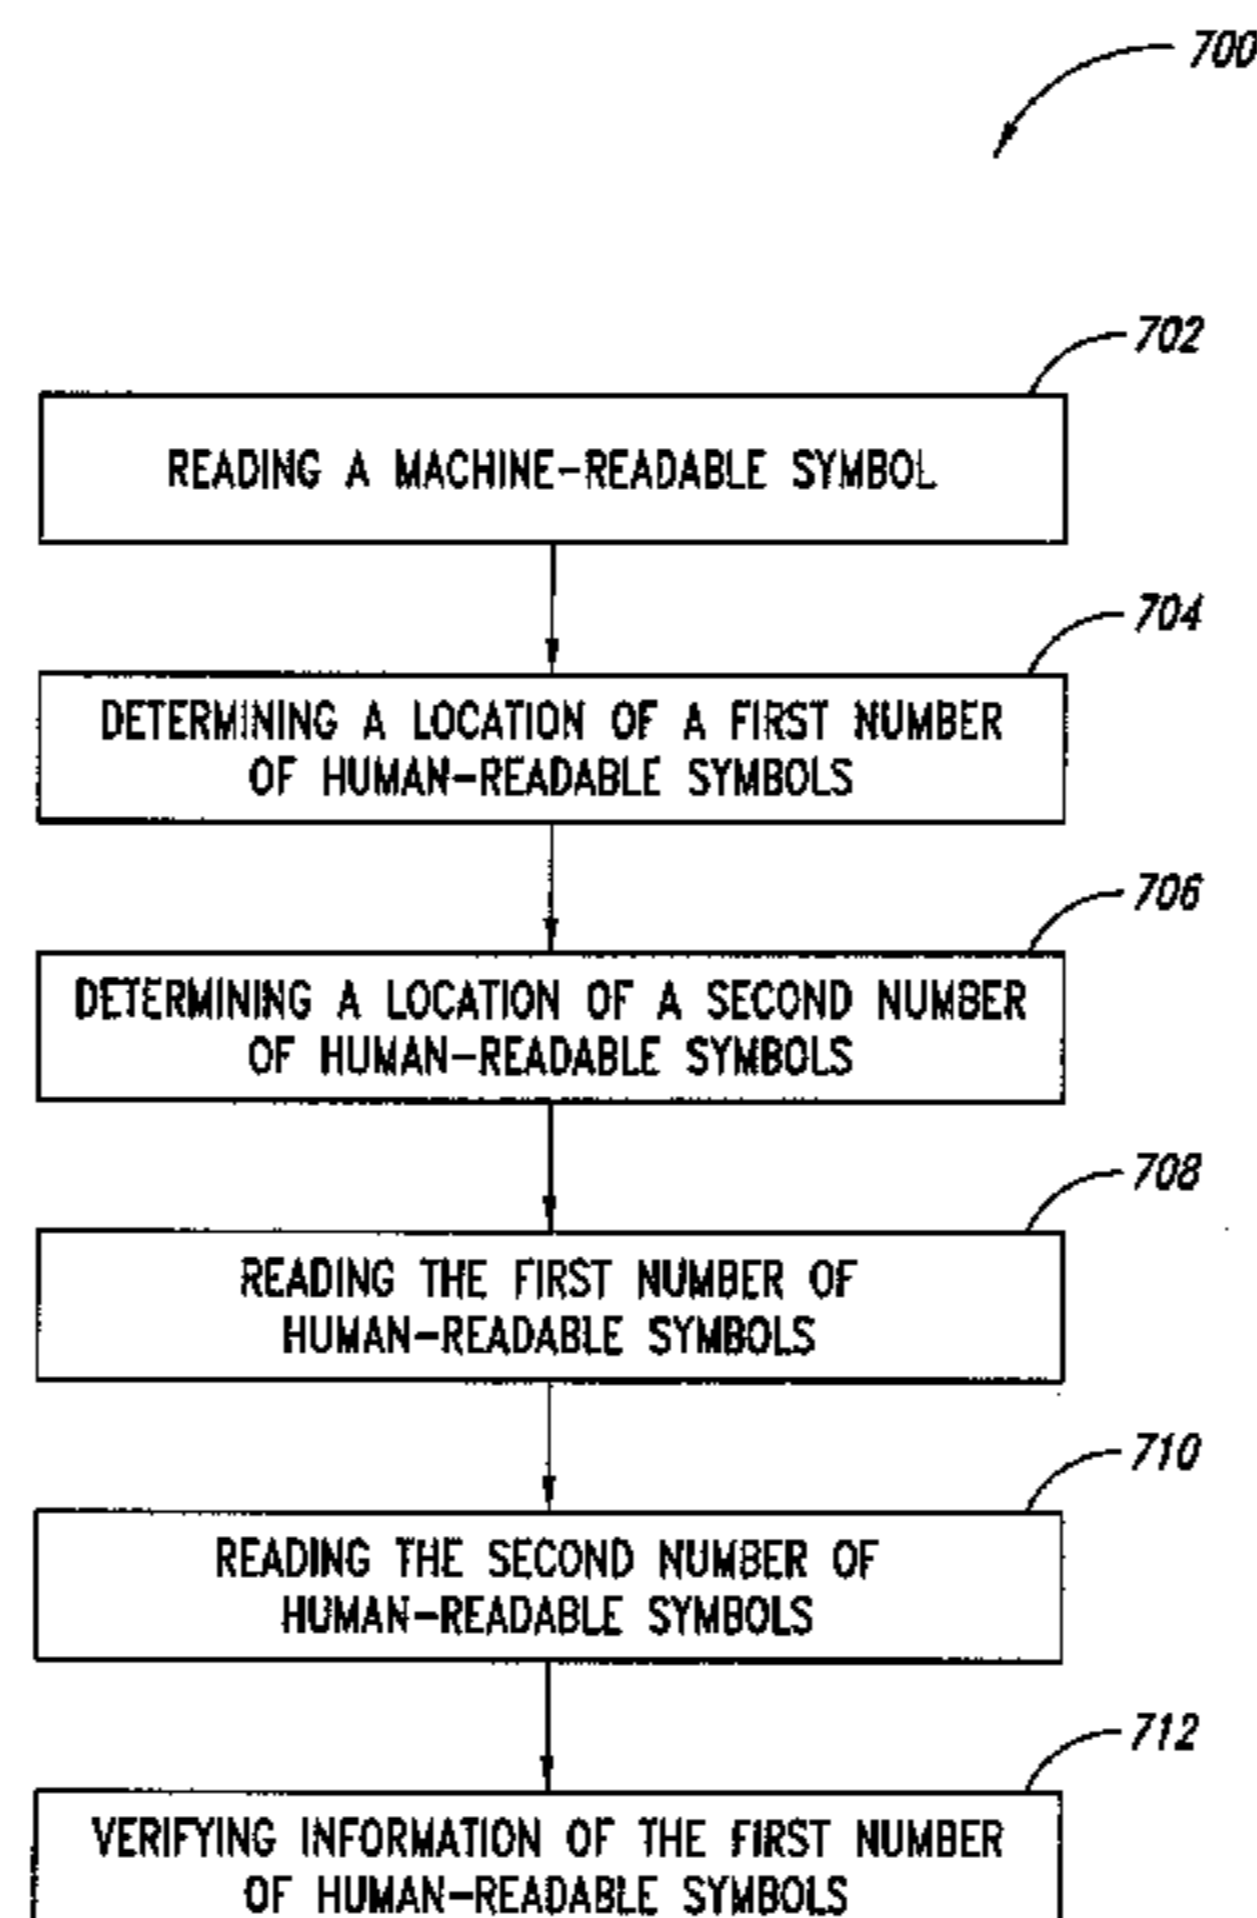 700
702
READING A MACHINE-READABLE SYMBOL
704
DETERMINING A LOCATION OF A FIRST NUMBER
OF HUMAN-READABLE SYMBOLS
706
DETERMINING A LOCATION OF A SECOND NUMBER
OF HUMAN-READABLE SYMBOLS
708
READING THE FIRST NUMBER OF
HUMAN-READABLE SYMBOLS
710
READING THE SECOND NUMBER OF
HUMAN-READABLE SYMBOLS
712
VERIFYING INFORMATION OF THE FIRST NUMBER
OF HUMAN-READABLE SYMBOLS